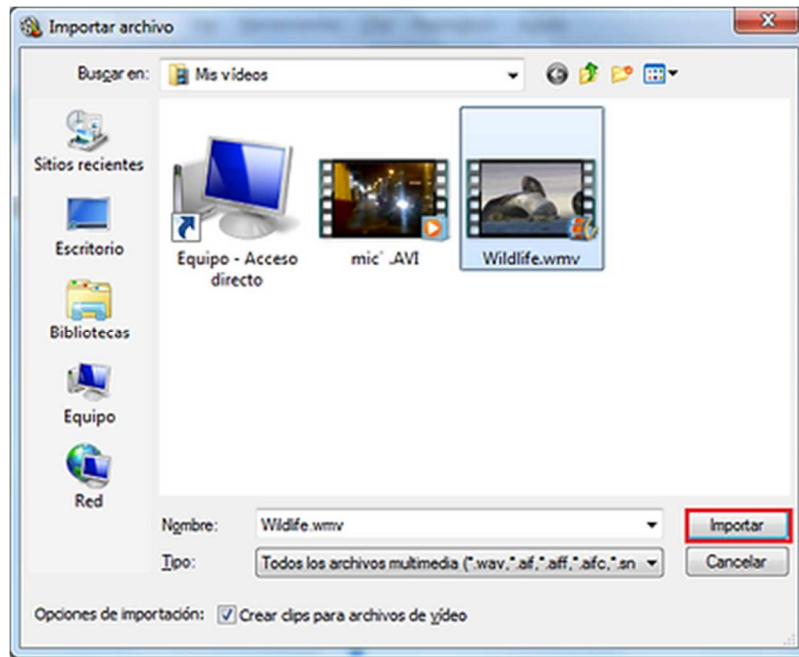 Importar archivo
Buscar en:
Mis vídeos
Sitios recientes
Escritorio
Bibliotecas
Equipo
Red
Equipo - Acceso
directo
mic¨ .AVI
Wildlife.wmv
Nombre:
Wildlife.wmv
Importar
Tipo:
Todos los archivos multimedia (*.wav,*.aif,*.aiff,*.aifc,*.sn
Cancelar
Opciones de importación:
Crear clips para archivos de vídeo